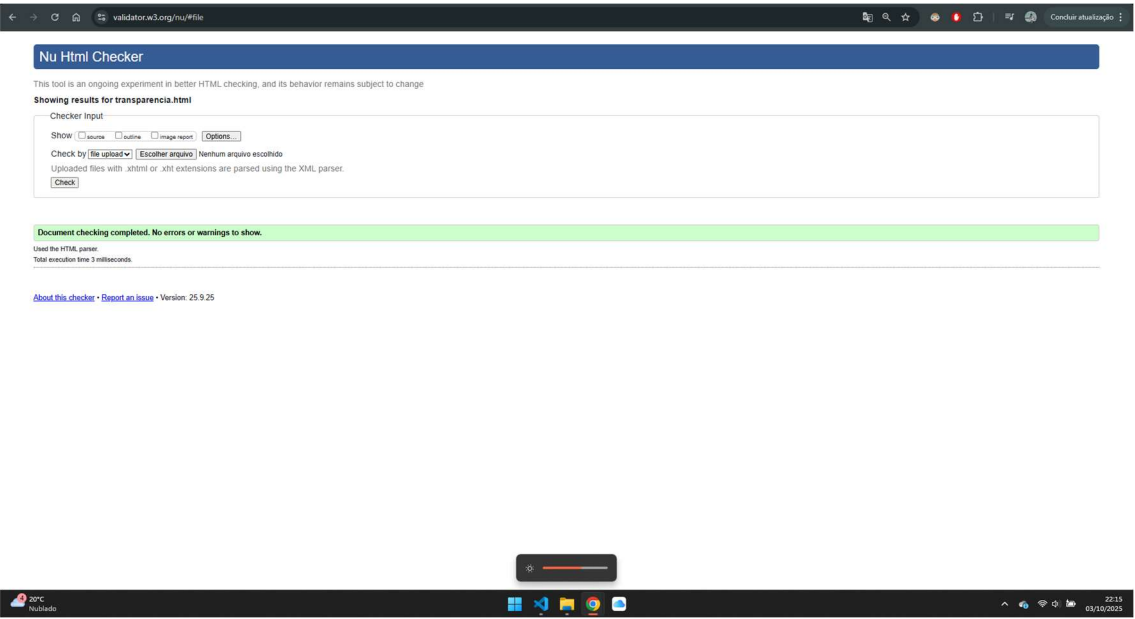 validator.w3.org/nu/#file
Concluir atualização
Nu Html Checker
This tool is an ongoing experiment in better HTML checking, and its behavior remains subject to change
Showing results for transparencia.html
Checker Input
Show source outline image report Options...
Check by file upload Escolher arquivo Nenhum arquivo escolhido
Uploaded files with .xhtml or .xht extensions are parsed using the XML parser.
Check
Document checking completed. No errors or warnings to show.
Used the HTML parser.
Total execution time 3 milliseconds.
About this checker • Report an issue • Version: 25.9.25
4
20°C
Nublado
22:15
03/10/2025